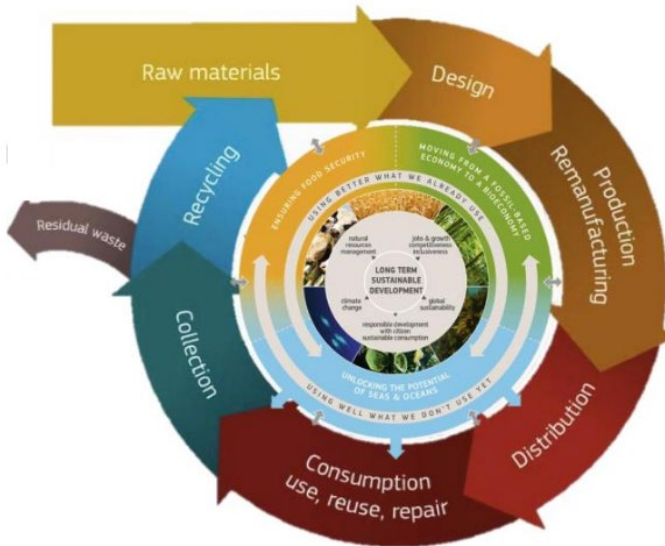 Raw materials
Design
Production
Remanufacturing
Distribution
Consumption
use, reuse, repair
Collection
Residual waste
Recycling
ENSURING FOOD SECURITY
MOVING FROM A FOSSIL-BASED
ECONOMY TO A BIOECONOMY
USING BETTER WHAT WE ALREADY USE
natural
resources
management
jobs & growth
competitiveness
inclusiveness
LONG TERM
SUSTAINABLE
DEVELOPMENT
climate
change
global
sustainability
responsible development
with citizen
sustainable consumption
UNLOCKING THE POTENTIAL
OF SEAS & OCEANS
USING WELL WHAT WE DON'T USE YET